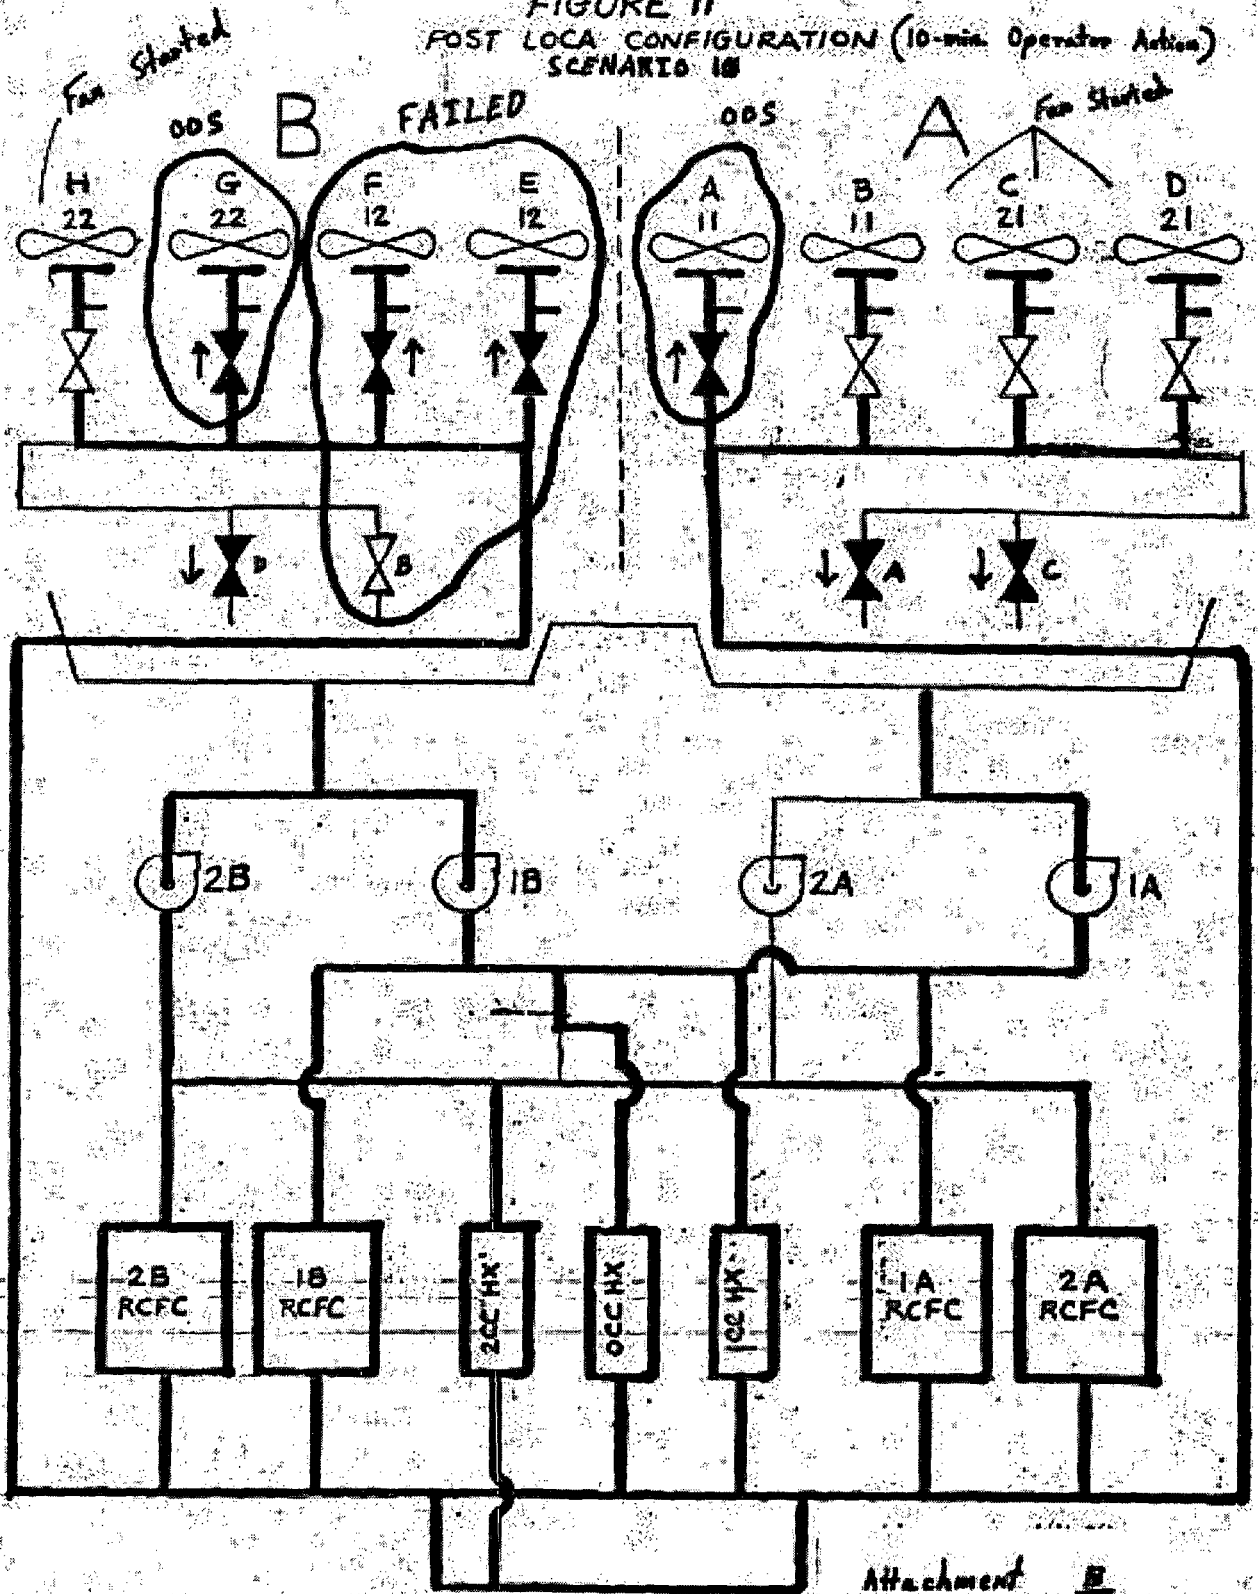 FIGURE 11
POST LOCA CONFIGURATION (10-min Operator Action)
SCENARIO
Fan Started
OOS
B
FAILED
OOS
A
Fan Started
H
22
G
22
F
12
E
12
A
11
B
11
C
21
D
21
D
B
A
C
2B
1B
2A
1A
2B
RCFC
1B
RCFC
2CC HX
0CC HX
1CC HX
1A
RCFC
2A
RCFC
Attachment B